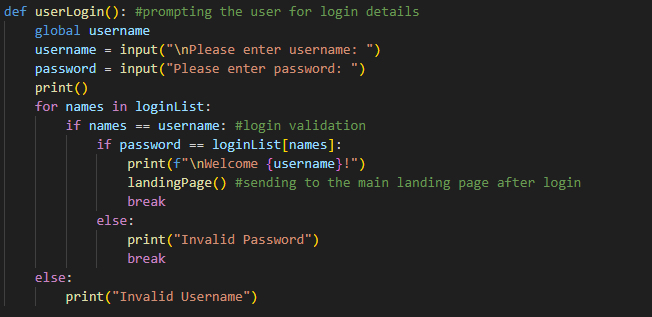 def userLogin(): #prompting the user for login details
    global username
    username = input("\nPlease enter username: ")
    password = input("Please enter password: ")
    print()
    for names in loginList:
        if names == username: #login validation
            if password == loginList[names]:
                print(f"\nWelcome {username}!")
                landingPage() #sending to the main landing page after login
                break
            else:
                print("Invalid Password")
                break
    else:
        print("Invalid Username")